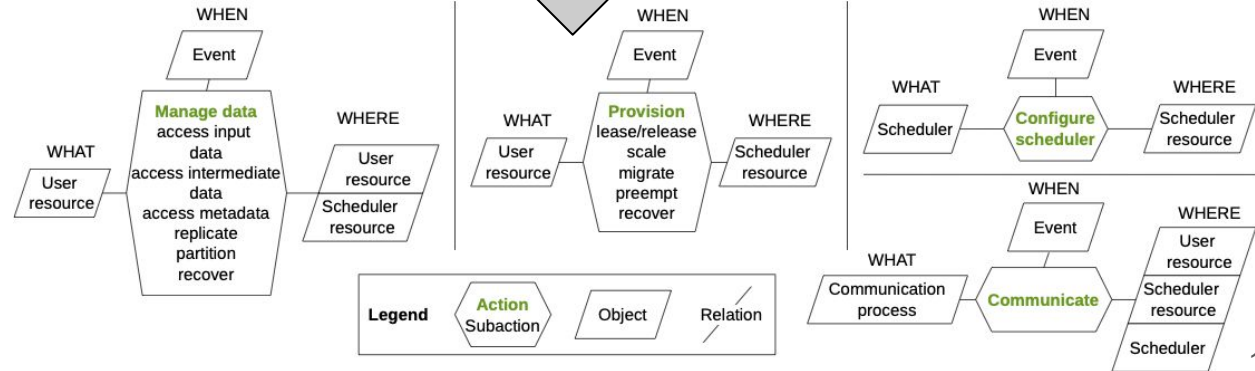 WHEN
Event
Manage data
access input
data
access intermediate
data
access metadata
replicate
partition
recover
WHAT
User
resource
WHERE
User
resource
Scheduler
resource
WHEN
Event
Provision
lease/release
scale
migrate
preempt
recover
WHAT
User
resource
WHERE
Scheduler
resource
WHEN
Event
WHAT
Scheduler
Configure
scheduler
WHERE
Scheduler
resource
WHEN
Event
WHAT
Communication
process
Communicate
WHERE
User
resource
Scheduler
resource
Scheduler
Legend
Action
Subaction
Object
Relation